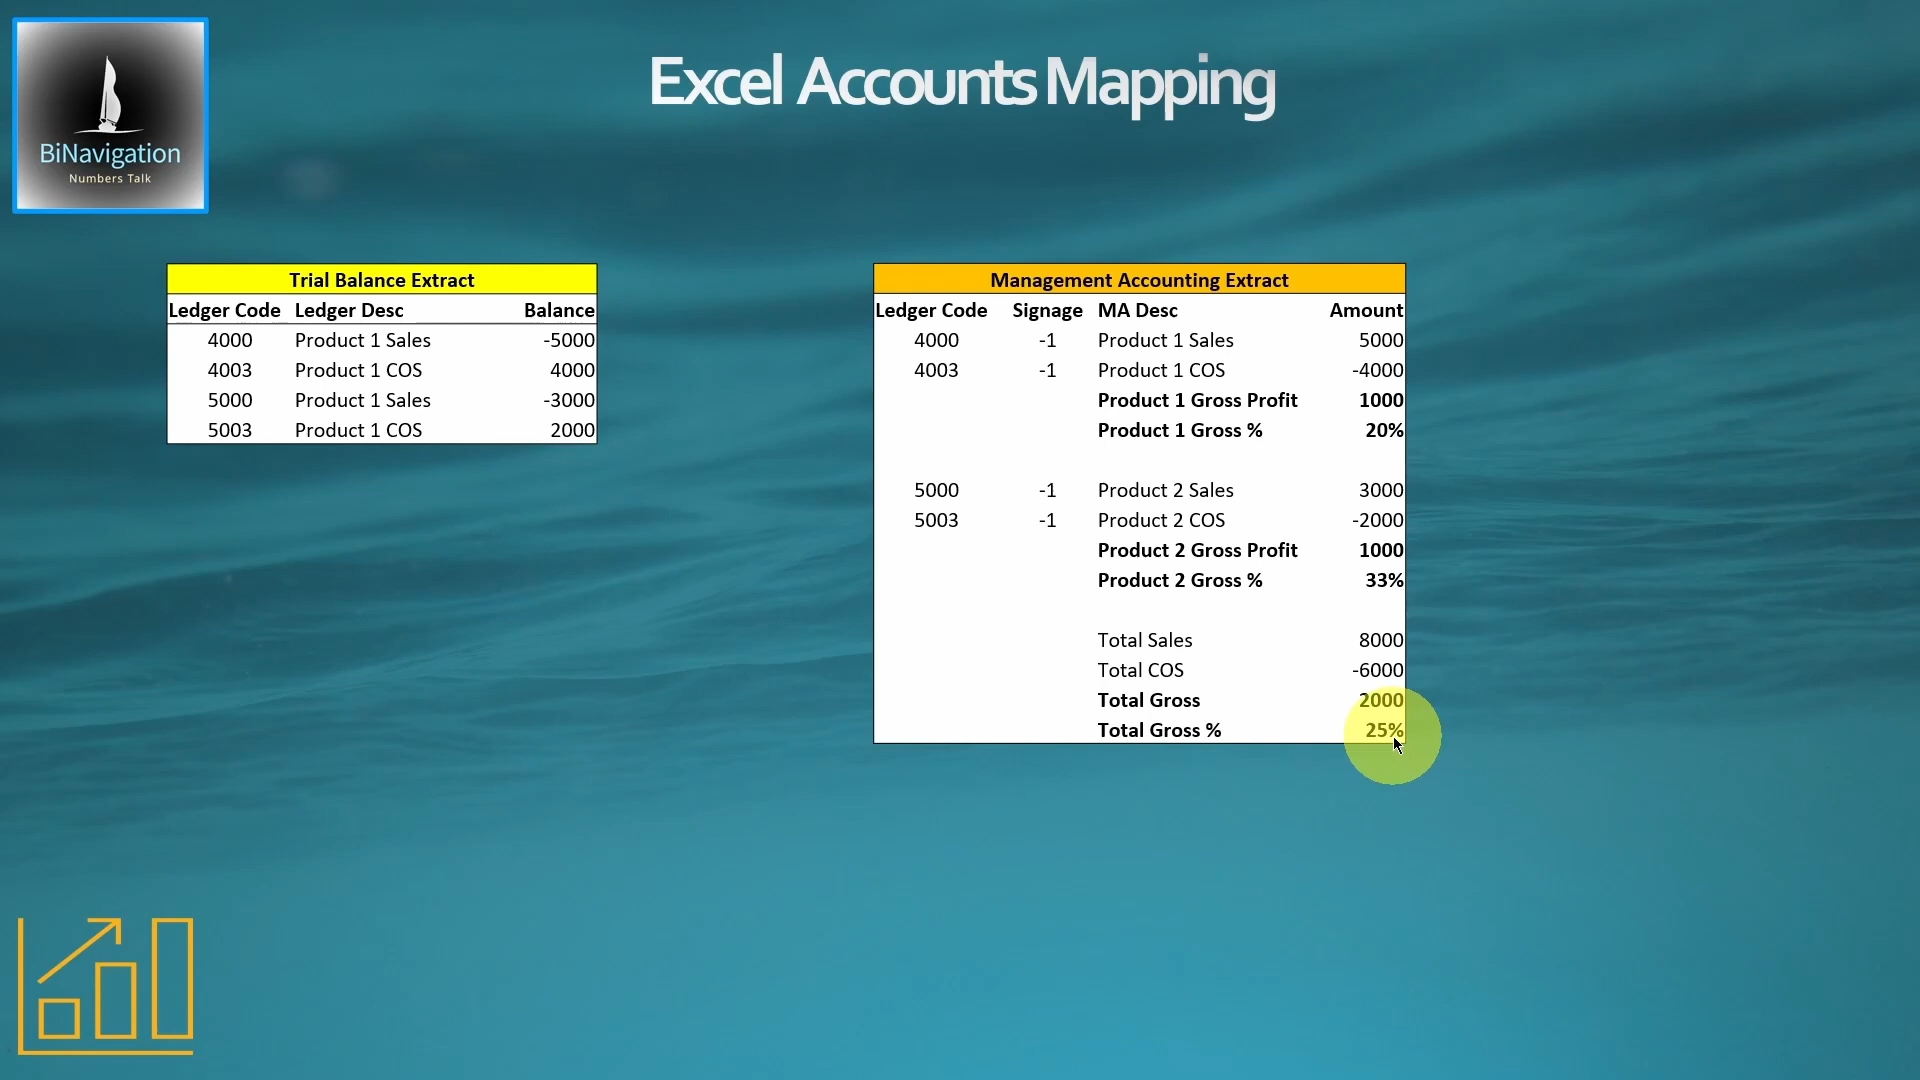 Excel Accounts Mapping
BiNavigation
Numbers Talk
Trial Balance Extract
Ledger Code Ledger Desc Balance
4000 Product 1 Sales -5000
4003 Product 1 COS 4000
5000 Product 1 Sales -3000
5003 Product 1 COS 2000
Management Accounting Extract
Ledger Code Signage MA Desc Amount
4000 -1 Product 1 Sales 5000
4003 -1 Product 1 COS -4000
Product 1 Gross Profit 1000
Product 1 Gross % 20%
5000 -1 Product 2 Sales 3000
5003 -1 Product 2 COS -2000
Product 2 Gross Profit 1000
Product 2 Gross % 33%
Total Sales 8000
Total COS -6000
Total Gross 2000
Total Gross % 25%